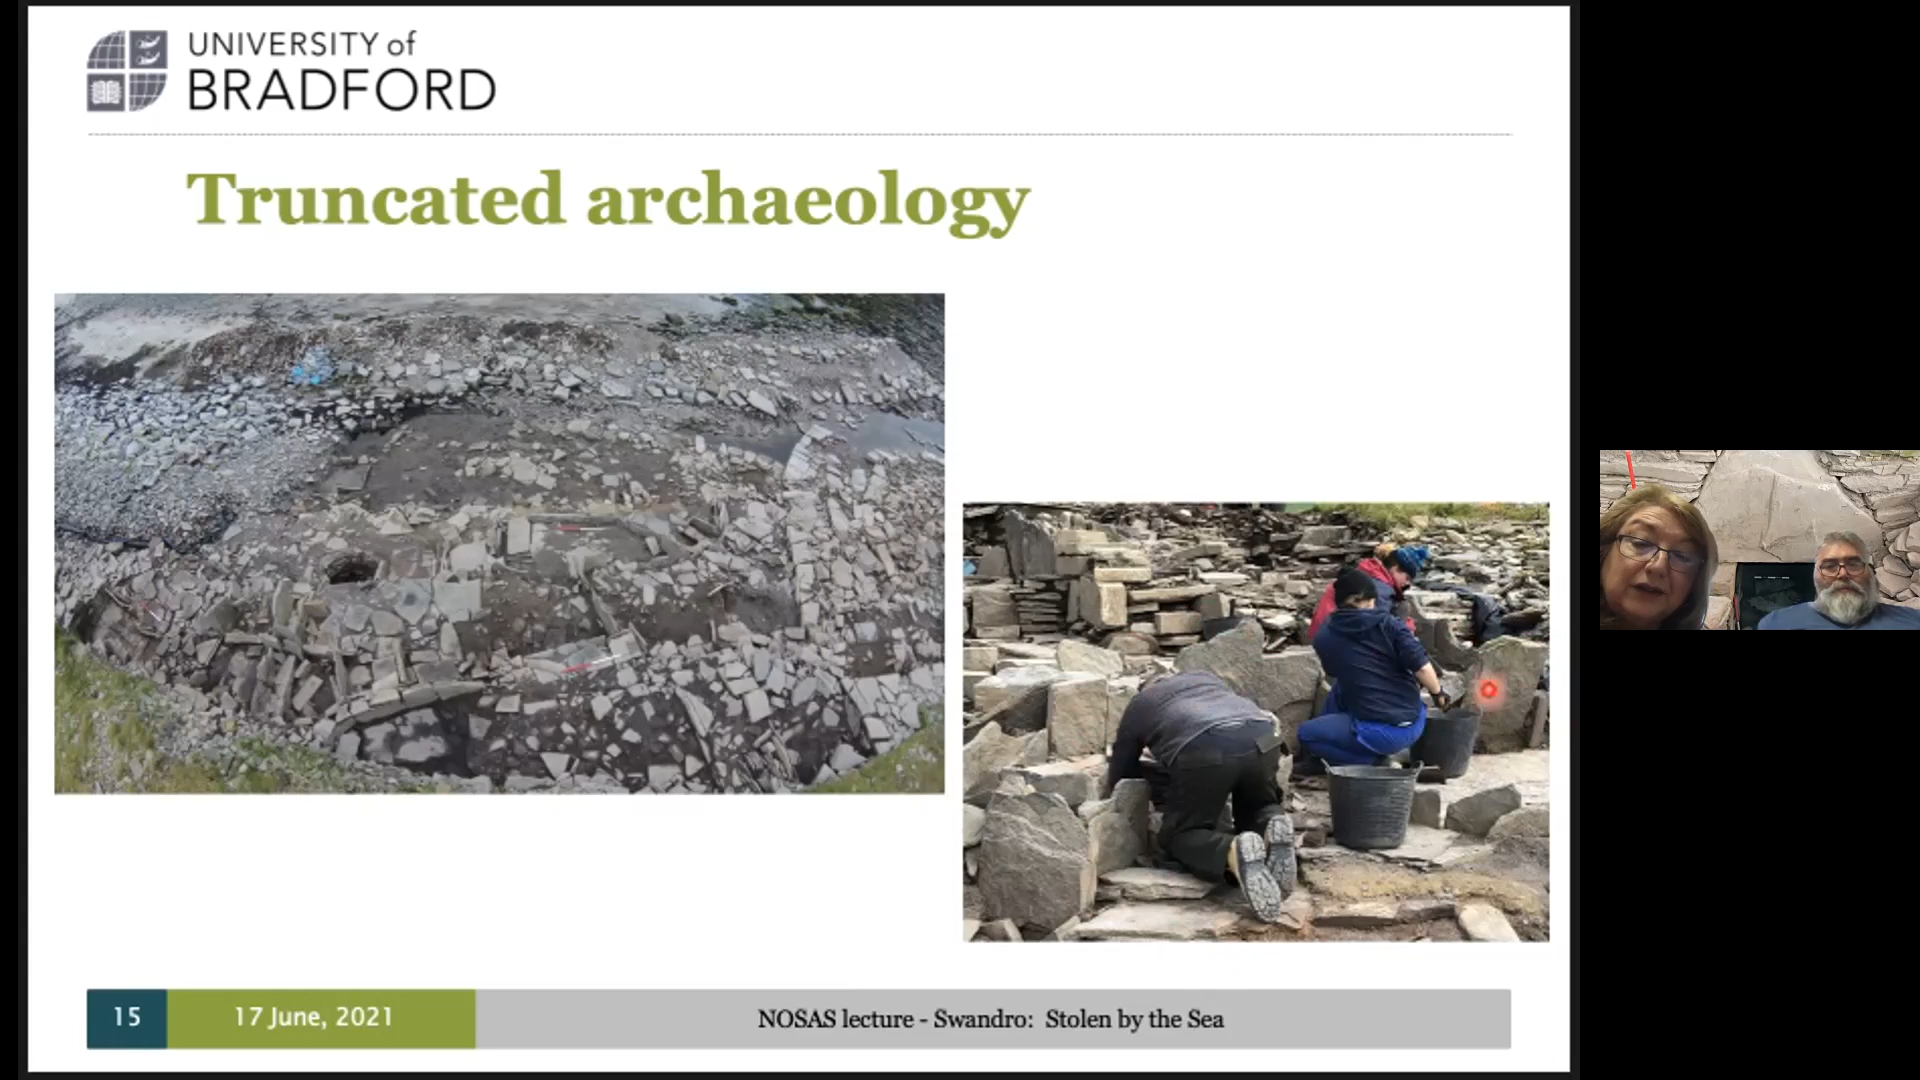 UNIVERSITY of
BRADFORD
Truncated archaeology
15
17 June, 2021
NOSAS lecture - Swandro: Stolen by the Sea